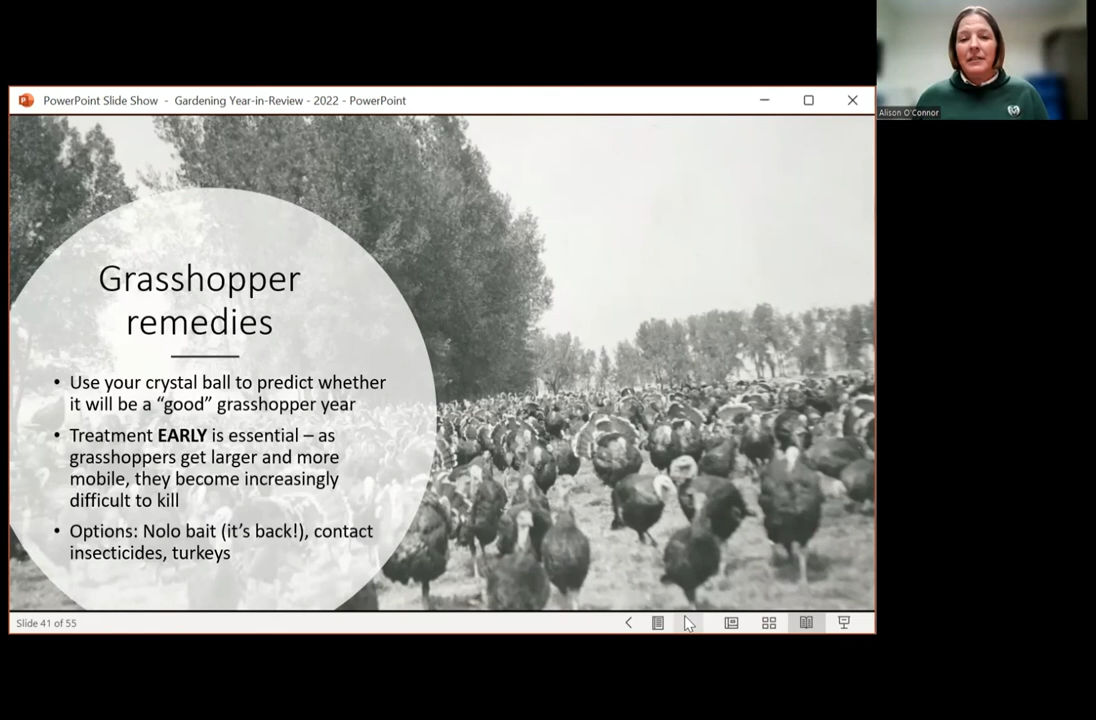 Alison O'Connor
PowerPoint Slide Show - Gardening Year-in-Review - 2022 - PowerPoint
Grasshopper
remedies
• Use your crystal ball to predict whether
it will be a “good” grasshopper year
• Treatment EARLY is essential – as
grasshoppers get larger and more
mobile, they become increasingly
difficult to kill
• Options: Nolo bait (it’s back!), contact
insecticides, turkeys
Slide 41 of 55